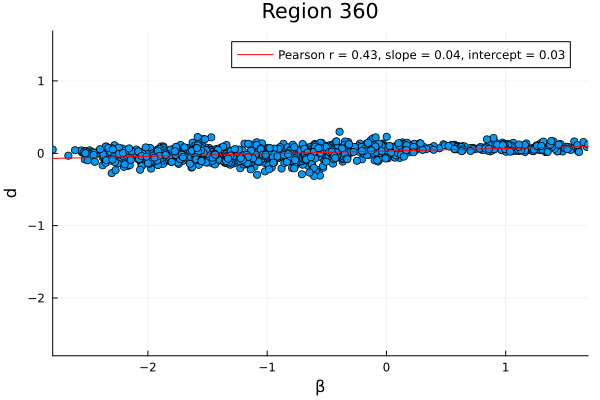 Region 360
Pearson r = 0.43, slope = 0.04, intercept = 0.03
1
0
−1
−2
d
−2 −1 0 1
β